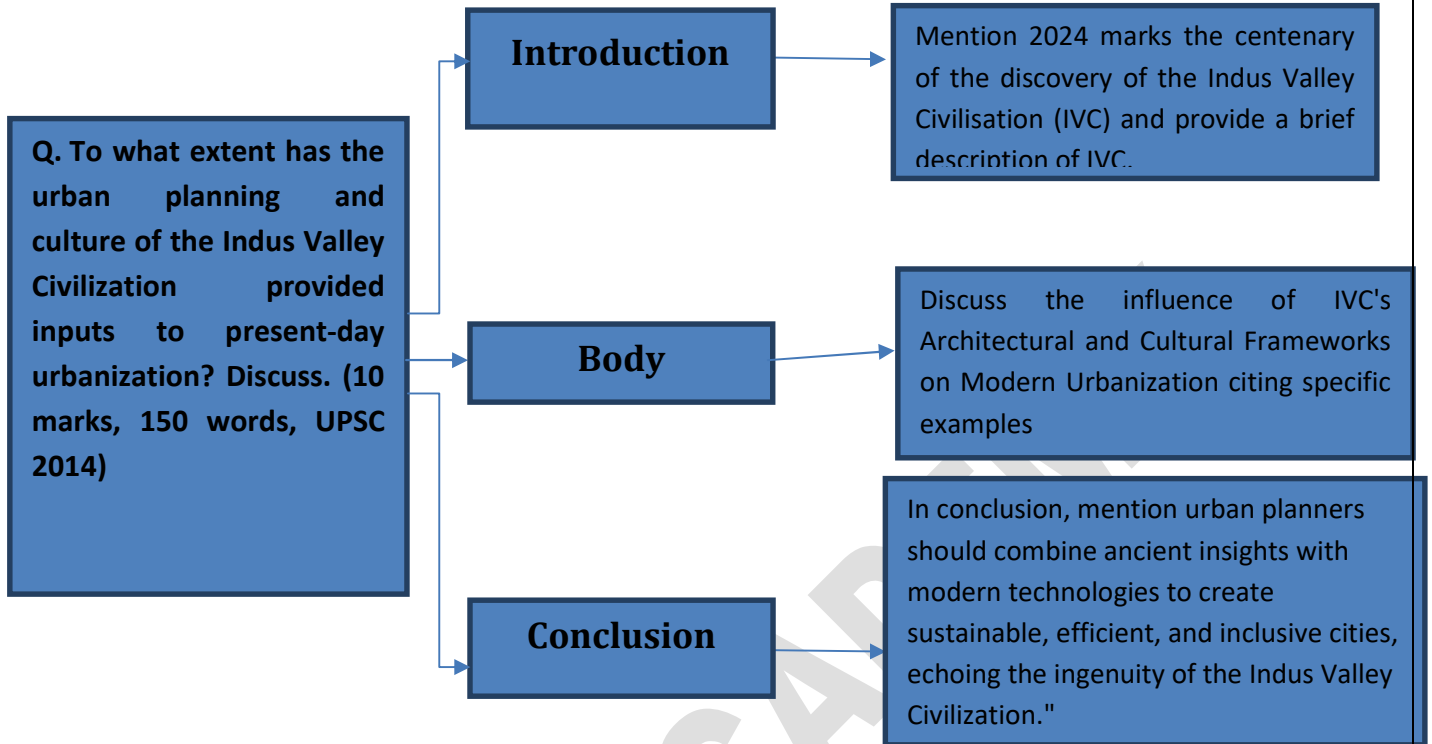 Q. To what extent has the
urban planning and
culture of the Indus Valley
Civilization provided
inputs to present-day
urbanization? Discuss. (10
marks, 150 words, UPSC
2014)
Introduction
Mention 2024 marks the centenary
of the discovery of the Indus Valley
Civilisation (IVC) and provide a brief
description of IVC.
Body
Discuss the influence of IVC's
Architectural and Cultural Frameworks
on Modern Urbanization citing specific
examples
Conclusion
In conclusion, mention urban planners
should combine ancient insights with
modern technologies to create
sustainable, efficient, and inclusive cities,
echoing the ingenuity of the Indus Valley
Civilization."